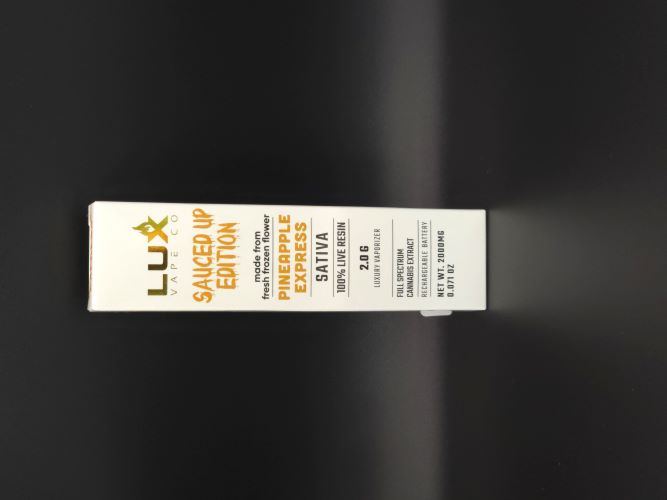 LUX
VAPE CO
SAUCED UP
EDITION
made from
fresh frozen flower
PINEAPPLE
EXPRESS
SATIVA
100% LIVE RESIN
2.0 G
LUXURY VAPORIZER
FULL SPECTRUM
CANNABIS EXTRACT
RECHARGEABLE BATTERY
NET WT. 2000MG
0.071 OZ